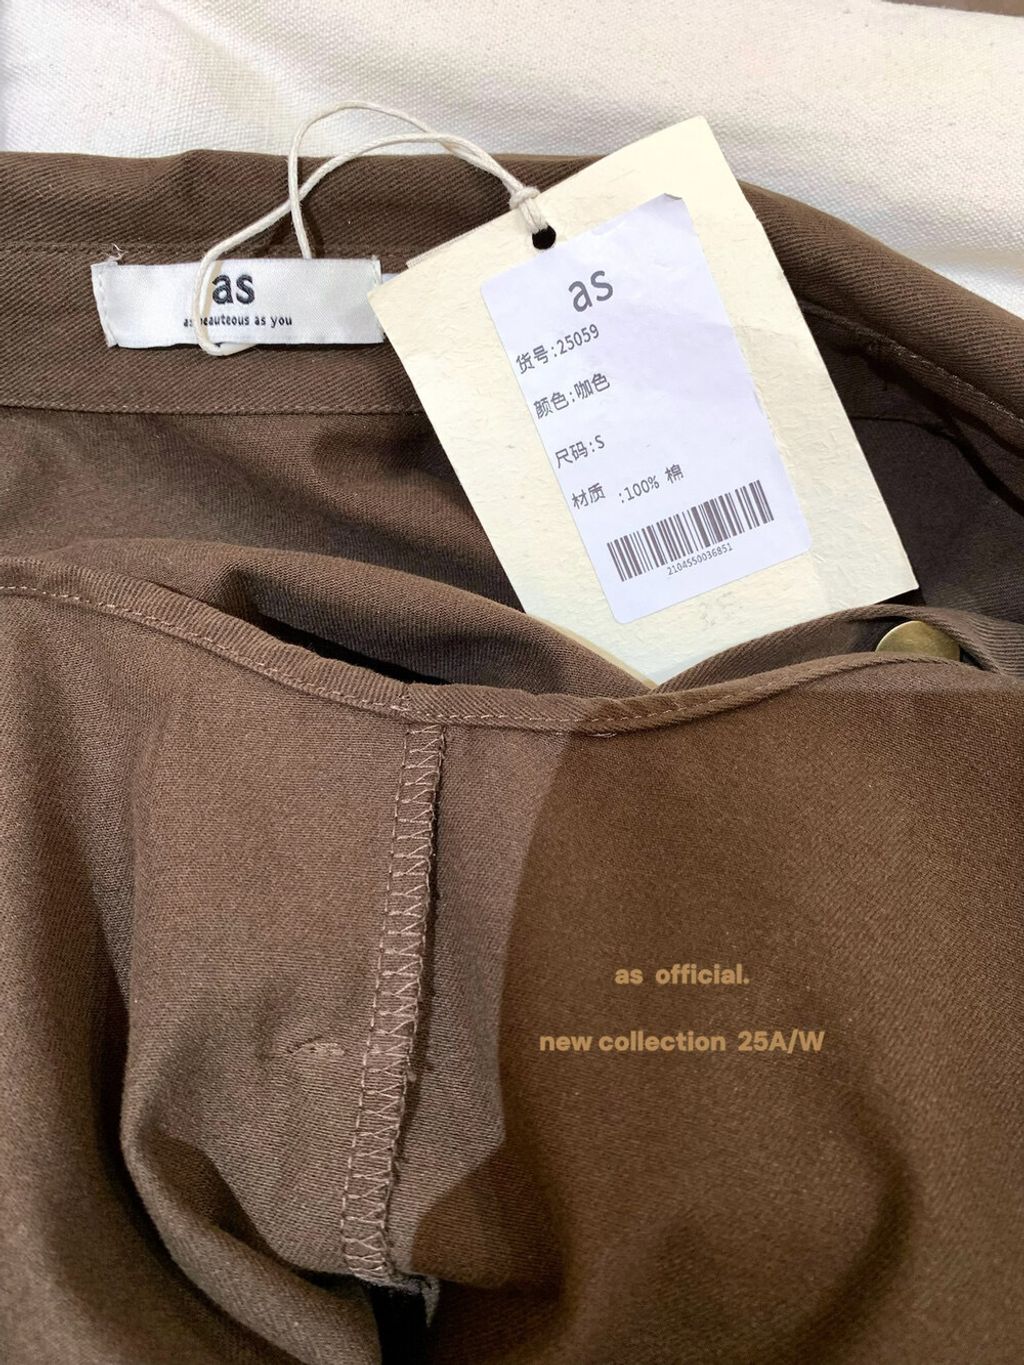 as
as beauteous as you
as
货号:25059
颜色:咖色
尺码:S
材质 :100% 棉
2104550036851
as official.
new collection 25A/W